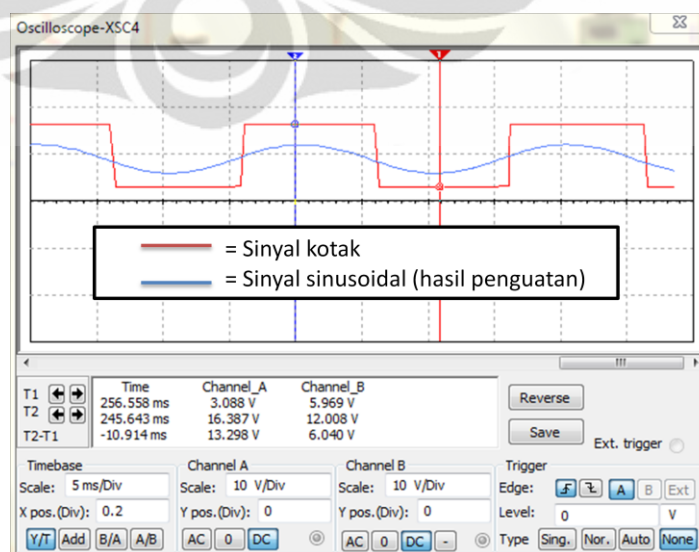 Oscilloscope-XSC4
2
1
= Sinyal kotak
= Sinyal sinusoidal (hasil penguatan)
Time Channel_A Channel_B
T1 256.558 ms 3.088 V 5.969 V
T2 245.643 ms 16.387 V 12.008 V
T2-T1 -10.914 ms 13.298 V 6.040 V
Reverse
Save
Ext. trigger
Timebase
Scale: 5 ms/Div
X pos.(Div): 0.2
Y/T Add B/A A/B
Channel A
Scale: 10 V/Div
Y pos.(Div): 0
AC 0 DC
Channel B
Scale: 10 V/Div
Y pos.(Div): 0
AC 0 DC -
Trigger
Edge: A B Ext
Level: 0 V
Type Sing. Nor. Auto None